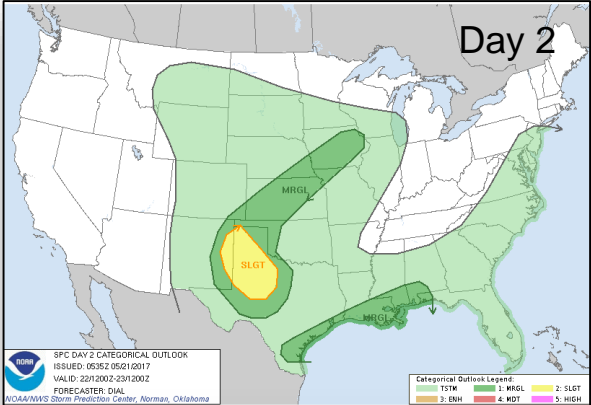 Day 2
MRGL
SLGT
MRGL
SPC DAY 2 CATEGORICAL OUTLOOK
ISSUED: 0535Z 05/21/2017
VALID: 22/1200Z-23/1200Z
FORECASTER: DIAL
NOAA/NWS Storm Prediction Center, Norman, Oklahoma
NOAA
Categorical Outlook Legend:
TSTM 1: MRGL 2: SLGT
3: ENH 4: MDT 5: HIGH